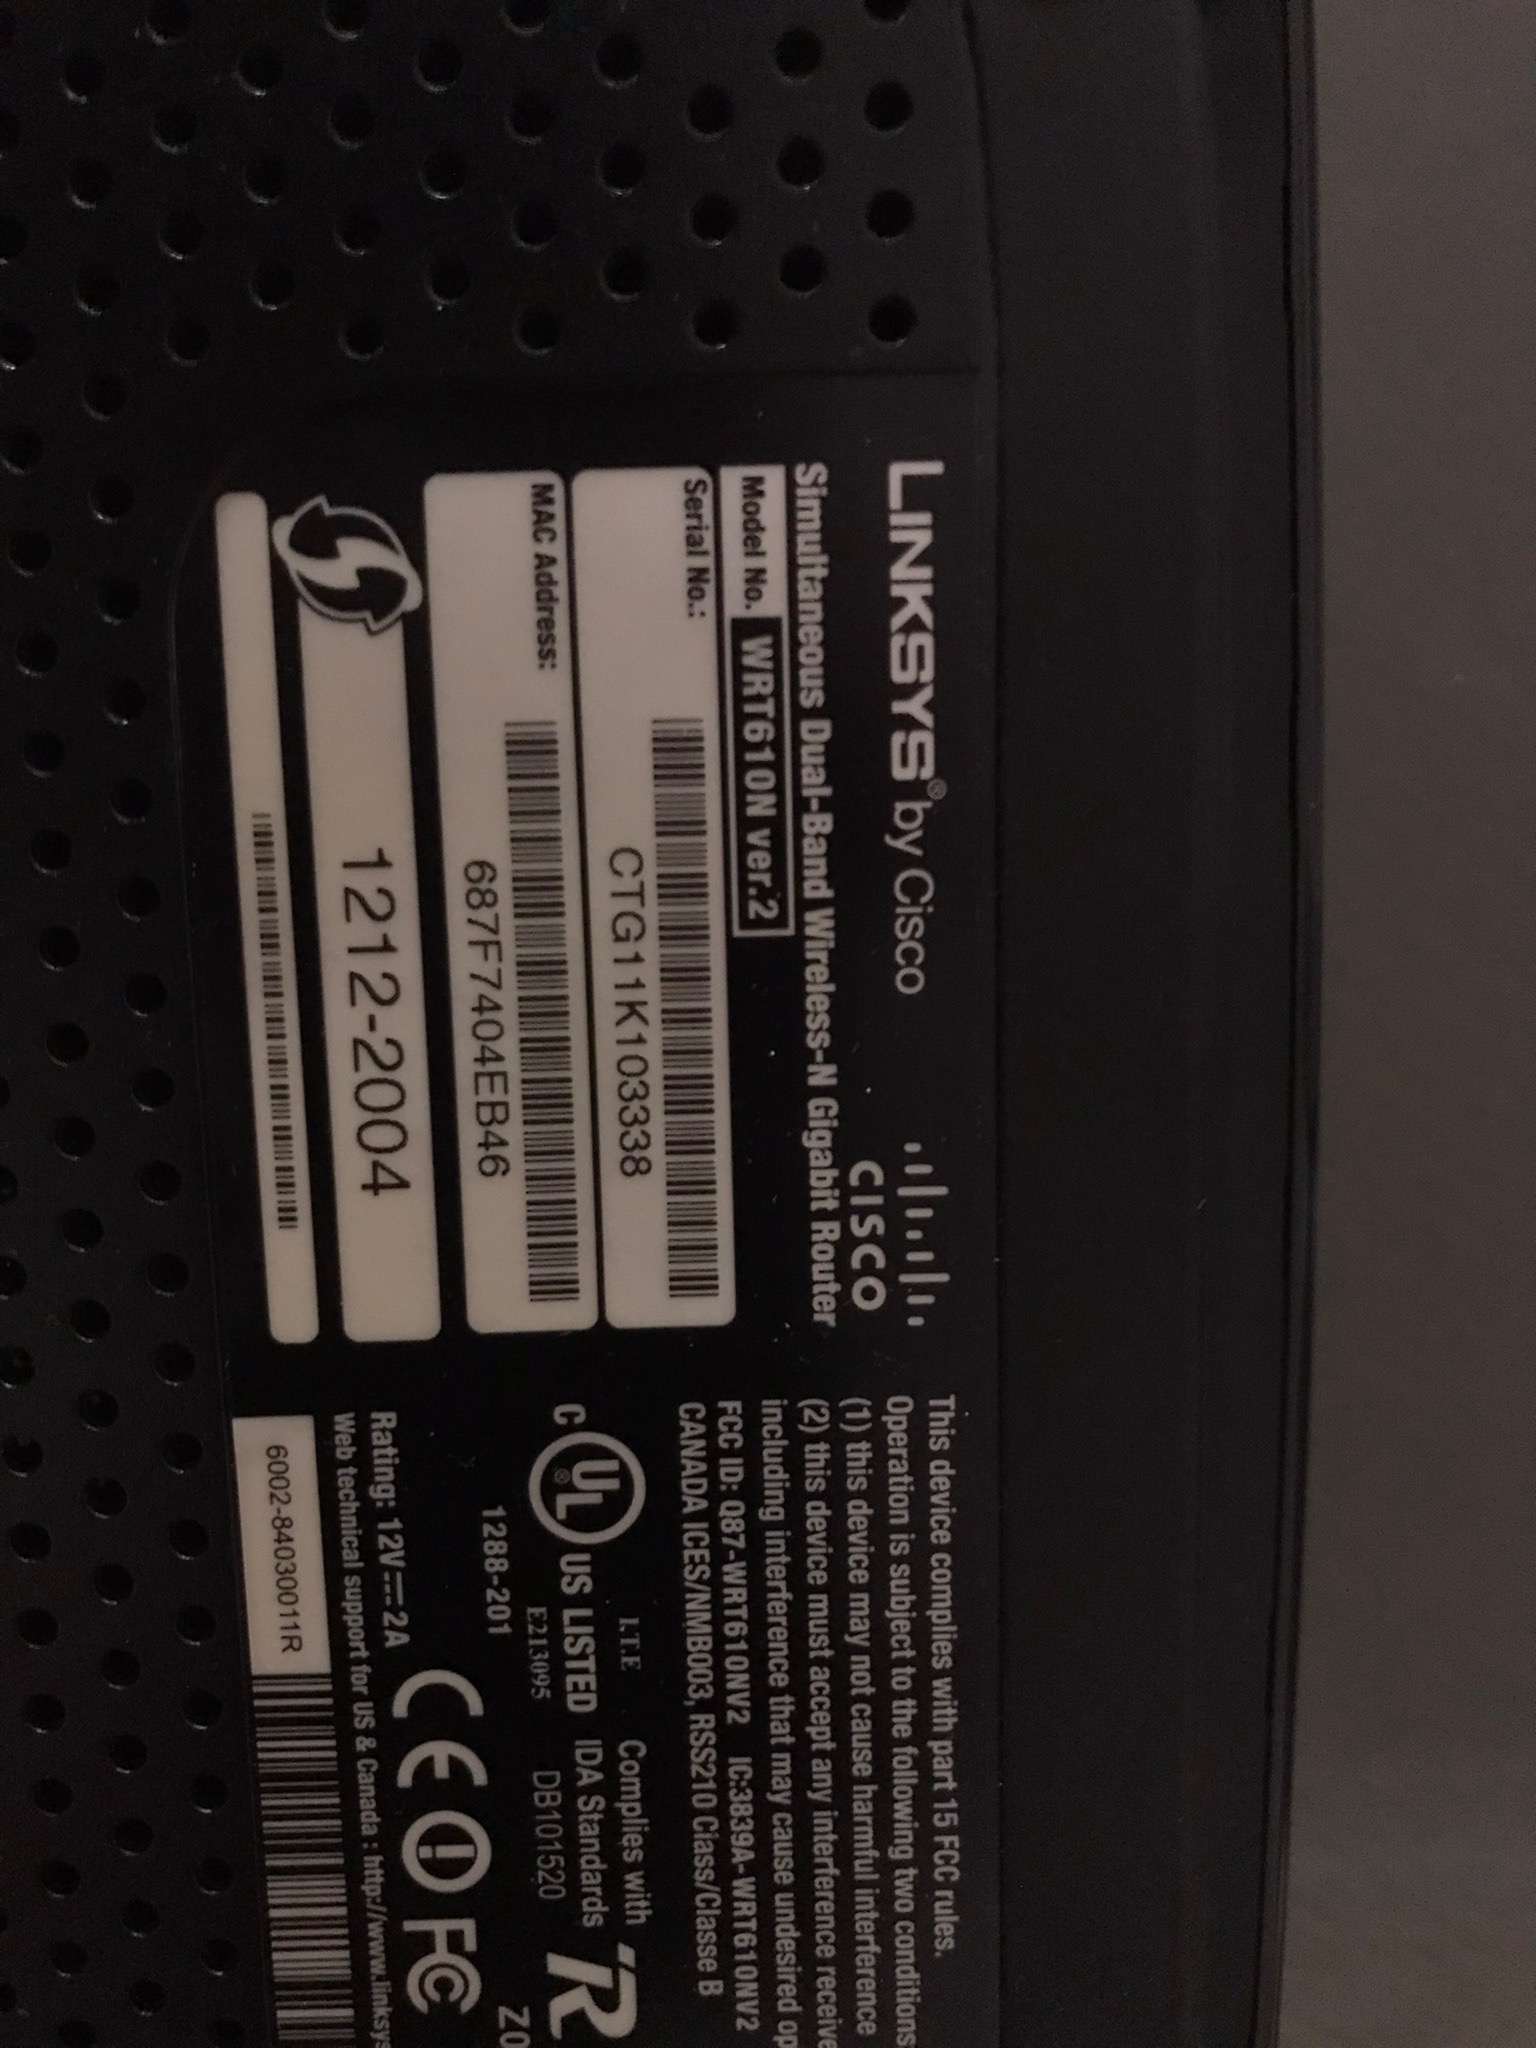 LINKSYS® by Cisco
CISCO
Simultaneous Dual-Band Wireless-N Gigabit Router
Model No. WRT610N ver.2
Serial No.:
CTG11K103338
MAC Address:
687F7404EB46
1212-2004
This device complies with part 15 FCC rules.
Operation is subject to the following two conditions
(1) this device may not cause harmful interference
(2) this device must accept any interference receive
including interference that may cause undesired op
FCC ID: Q87-WRT610NV2 IC:3839A-WRT610NV2
CANADA ICES/NMB003, RSS210 Class/Classe B
C UL® US LISTED
I.T.E
E213095
1288-201
Complies with
IDA Standards
DB101520
Z0
Rating: 12V⎓2A
CE FC
Web technical support for US & Canada : http://www.linksys
6002-84030011R